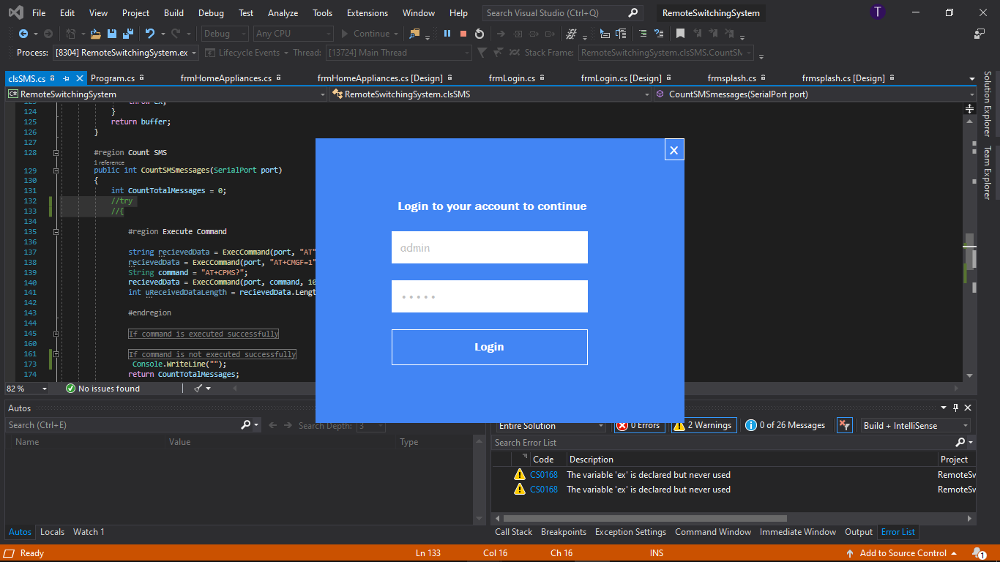 File Edit View Project Build Debug Test Analyze Tools Extensions Window Help Search Visual Studio (Ctrl+Q) RemoteSwitchingSystem T
Debug Any CPU Continue
Process: [8304] RemoteSwitchingSystem.ex Lifecycle Events Thread: [13724] Main Thread Stack Frame: RemoteSwitchingSystem.clsSMS.CountSM
clsSMS.cs Program.cs frmHomeAppliances.cs frmHomeAppliances.cs [Design] frmLogin.cs frmLogin.cs [Design] frmsplash.cs frmsplash.cs [Design]
C# RemoteSwitchingSystem RemoteSwitchingSystem.clsSMS CountSMSmessages(SerialPort port)
Solution Explorer
Team Explorer
123 throw ex;
124 }
125 return buffer;
126 }
127
128 #region Count SMS
1 reference
129 public int CountSMSmessages(SerialPort port)
130 {
131 int CountTotalMessages = 0;
132 //try
133 //{
134
135 #region Execute Command
136
137 string recievedData = ExecCommand(port, "AT"
138 recievedData = ExecCommand(port, "AT+CMGF=1"
139 String command = "AT+CPMS?";
140 recievedData = ExecCommand(port, command, 10
141 int uReceivedDataLength = recievedData.Lengt
142
143 #endregion
144
145 If command is executed successfully
160
161 If command is not executed successfully
173 Console.WriteLine("");
174 return CountTotalMessages;
Login to your account to continue
admin
Login
82 % No issues found
Autos
Search (Ctrl+E) Search Depth: 3
Name Value Type
Entire Solution 0 Errors 2 Warnings 0 of 26 Messages Build + IntelliSense
Search Error List
Code Description Project
CS0168 The variable 'ex' is declared but never used RemoteSw
CS0168 The variable 'ex' is declared but never used RemoteSw
Autos Locals Watch 1
Call Stack Breakpoints Exception Settings Command Window Immediate Window Output Error List
Ready Ln 133 Col 16 Ch 16 INS Add to Source Control 1